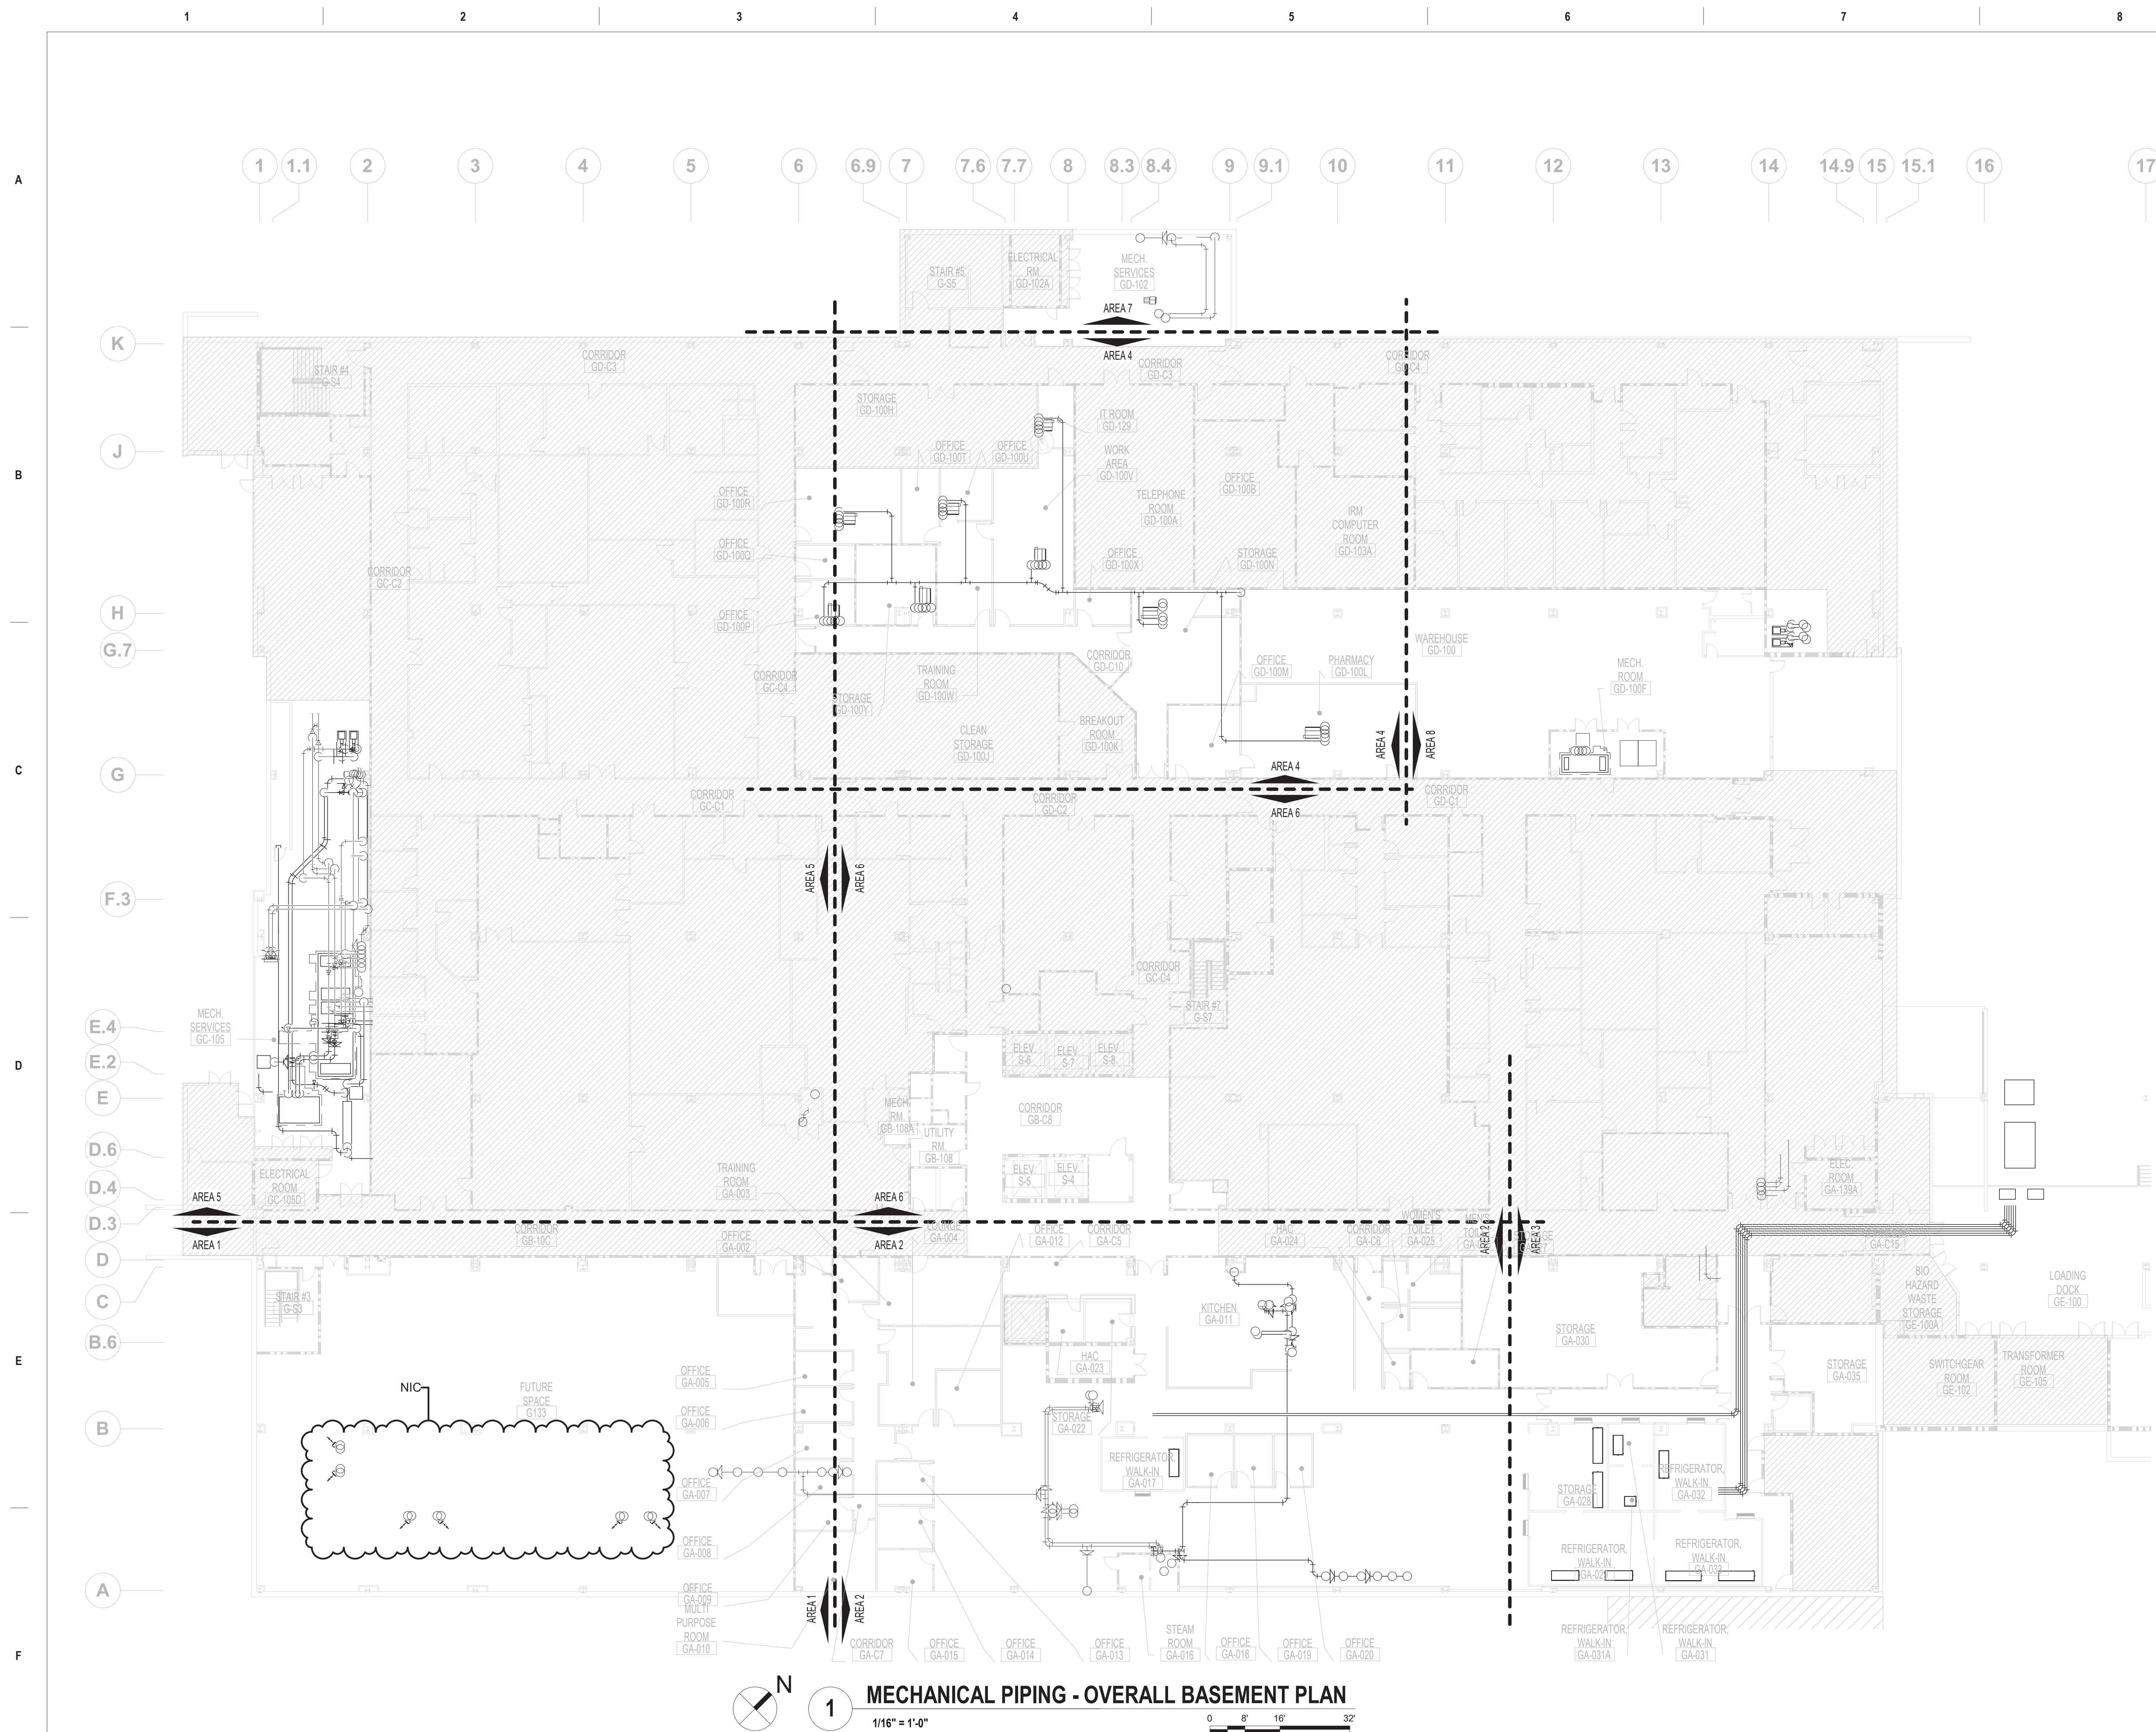 1 2 3 4 5 6 7 8
A
B
C
D
E
F
1 1.1 2 3 4 5 6 6.9 7 7.6 7.7 8 8.3 8.4 9 9.1 10 11 12 13 14 14.9 15 15.1 16 17
K
J
H
G.7
G
F.3
E.4
E.2
E
D.6
D.4
D.3
D
C
B.6
B
A
STAIR #5
G-S5
ELECTRICAL
RM
GD-102A
MECH.
SERVICES
GD-102
AREA 7
AREA 4
STAIR #4
G-S4
CORRIDOR
GD-C3
CORRIDOR
GD-C3
CORRIDOR
GD-C4
STORAGE
GD-100H
IT ROOM
GD-129
OFFICE
GD-100T
OFFICE
GD-100U
WORK
AREA
GD-100V
OFFICE
GD-100R
TELEPHONE
ROOM
GD-100A
OFFICE
GD-100B
IRM
COMPUTER
ROOM
GD-103A
OFFICE
GD-100Q
OFFICE
GD-100X
STORAGE
GD-100N
CORRIDOR
GC-C2
OFFICE
GD-100P
CORRIDOR
GC-C4
STORAGE
GD-100Y
TRAINING
ROOM
GD-100W
CORRIDOR
GD-C10
OFFICE
GD-100M
PHARMACY
GD-100L
WAREHOUSE
GD-100
MECH.
ROOM
GD-100F
CLEAN
STORAGE
GD-100J
BREAKOUT
ROOM
GD-100K
AREA 4
AREA 8
AREA 4
AREA 6
CORRIDOR
GC-C1
CORRIDOR
GD-C2
CORRIDOR
GD-C1
AREA 5
AREA 6
CORRIDOR
GC-C4
STAIR #7
G-S7
MECH.
SERVICES
GC-105
ELEV
S-6
ELEV
S-7
ELEV
S-8
MECH.
RM
GB-108A
UTILITY
RM.
GB-108
CORRIDOR
GB-C8
ELEV
S-5
ELEV
S-4
ELECTRICAL
ROOM
GC-105D
TRAINING
ROOM
GA-003
ELEC.
ROOM
GA-139A
AREA 5
AREA 1
AREA 6
AREA 2
CORRIDOR
GB-10C
OFFICE
GA-002
LOUNGE
GA-004
OFFICE
GA-012
CORRIDOR
GA-C5
HAC
GA-024
CORRIDOR
GA-C6
WOMEN'S
TOILET
GA-025
MEN'S
AREA 2
AREA 3
GA-C15
STAIR #3
G-S3
KITCHEN
GA-011
STORAGE
GA-030
BIO
HAZARD
WASTE
STORAGE
GE-100A
LOADING
DOCK
GE-100
HAC
GA-023
OFFICE
GA-005
OFFICE
GA-006
NIC
FUTURE
SPACE
G133
STORAGE
GA-022
STORAGE
GA-035
SWITCHGEAR
ROOM
GE-102
TRANSFORMER
ROOM
GE-105
REFRIGERATOR,
WALK-IN
GA-017
OFFICE
GA-007
STORAGE
GA-028
REFRIGERATOR,
WALK-IN
GA-032
OFFICE
GA-008
REFRIGERATOR,
WALK-IN
GA-029
REFRIGERATOR,
WALK-IN
GA-033
OFFICE
GA-009
MULTI
PURPOSE
ROOM
GA-010
AREA 1
AREA 2
CORRIDOR
GA-C7
OFFICE
GA-015
OFFICE
GA-014
OFFICE
GA-013
STEAM
ROOM
GA-016
OFFICE
GA-018
OFFICE
GA-019
OFFICE
GA-020
REFRIGERATOR,
WALK-IN
GA-031A
REFRIGERATOR,
WALK-IN
GA-031
N
1
MECHANICAL PIPING - OVERALL BASEMENT PLAN
1/16" = 1'-0"
0 8' 16' 32'